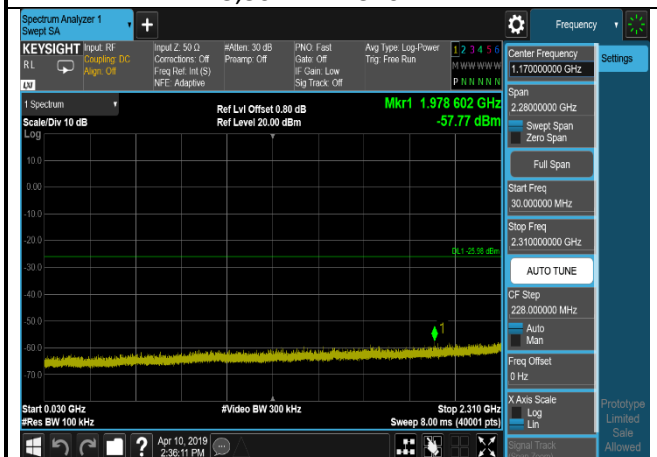 Spectrum Analyzer 1
Swept SA
+
Frequency
KEYSIGHT
RL
LXI
Input: RF
Coupling: DC
Align: Off
Input Z: 50 Ω
Corrections: Off
Freq Ref: Int (S)
NFE: Adaptive
#Atten: 30 dB
Preamp: Off
PNO: Fast
Gate: Off
IF Gain: Low
Sig Track: Off
Avg Type: Log-Power
Trig: Free Run
1 2 3 4 5 6
M W W W W W
P N N N N N
1 Spectrum
Scale/Div 10 dB
Log
Ref Lvl Offset 0.80 dB
Ref Level 20.00 dBm
Mkr1 1.978 602 GHz
-57.77 dBm
10.0
0.00
-10.0
-20.0
DL1 -25.98 dBm
-30.0
-40.0
-50.0
1
-60.0
-70.0
Start 0.030 GHz
#Res BW 100 kHz
#Video BW 300 kHz
Stop 2.310 GHz
Sweep 8.00 ms (40001 pts)
?
Apr 10, 2019
2:36:11 PM
Center Frequency
1.170000000 GHz
Settings
Span
2.28000000 GHz
Swept Span
Zero Span
Full Span
Start Freq
30.000000 MHz
Stop Freq
2.310000000 GHz
AUTO TUNE
CF Step
228.000000 MHz
Auto
Man
Freq Offset
0 Hz
X Axis Scale
Log
Lin
Signal Track
(Span Zoom)
Prototype
Limited
Sale
Allowed